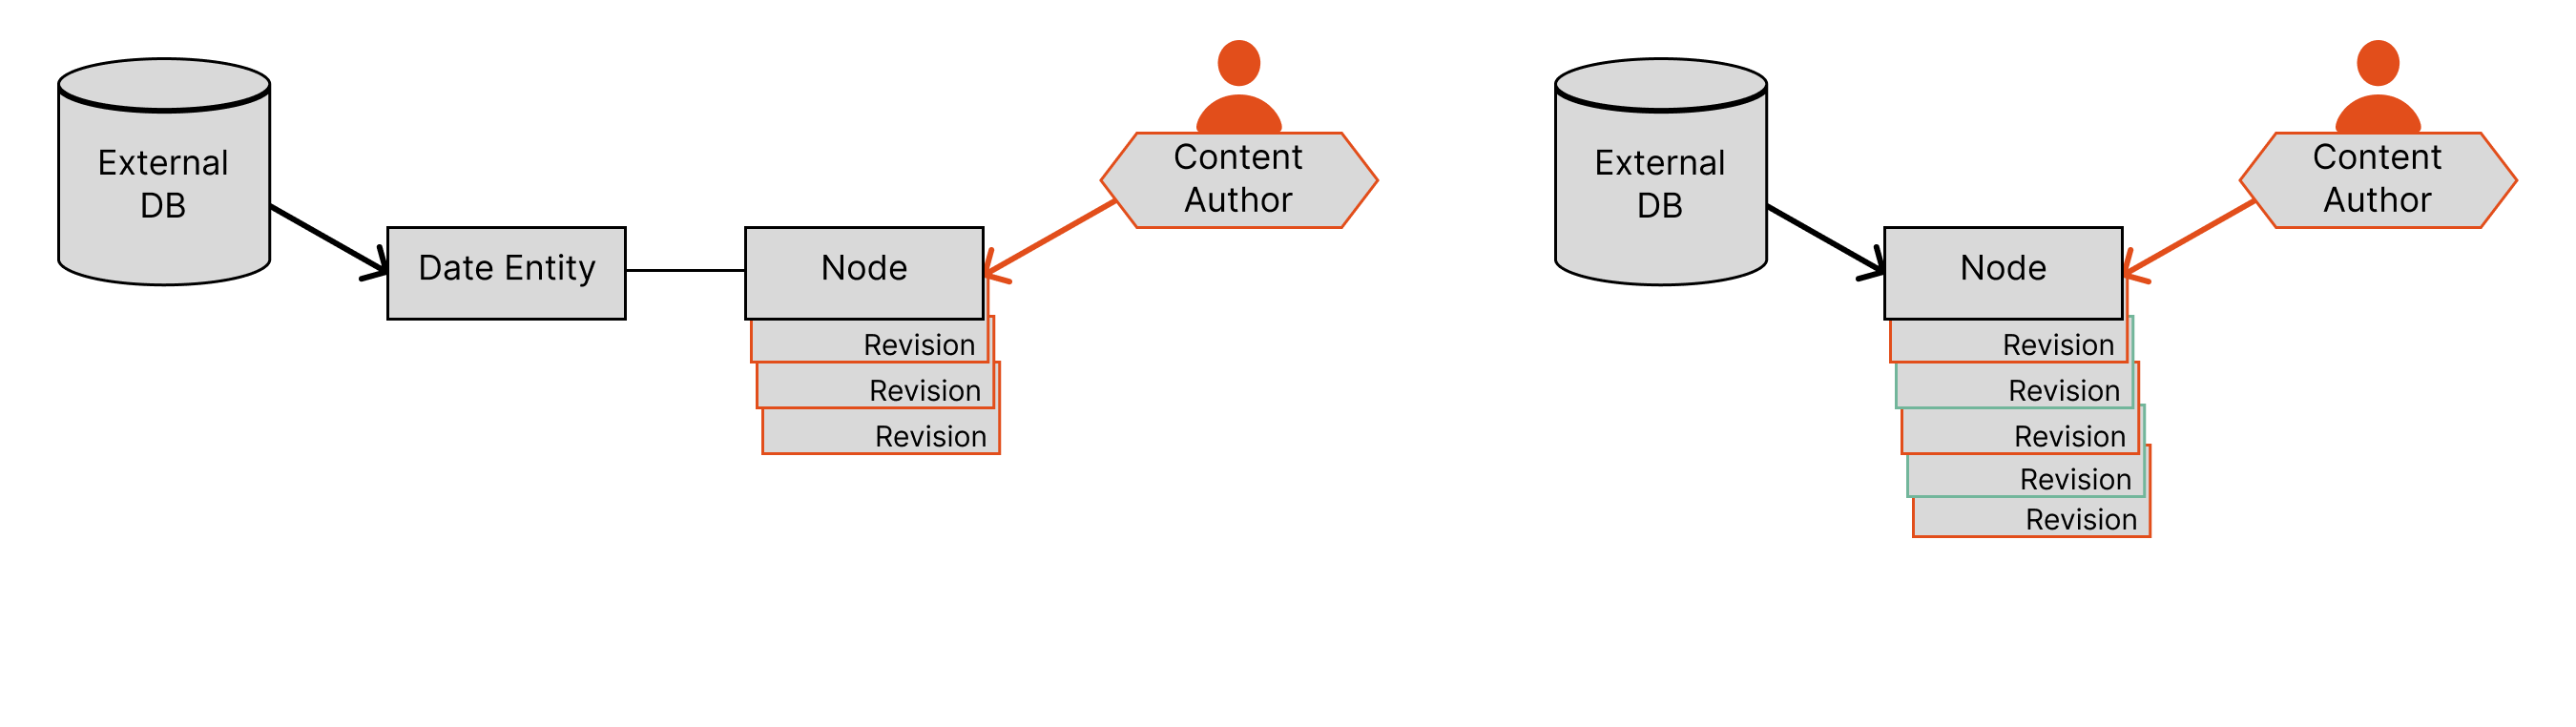 External
DB
Date Entity
Node
Revision
Revision
Revision
Content
Author
External
DB
Node
Revision
Revision
Revision
Revision
Revision
Content
Author